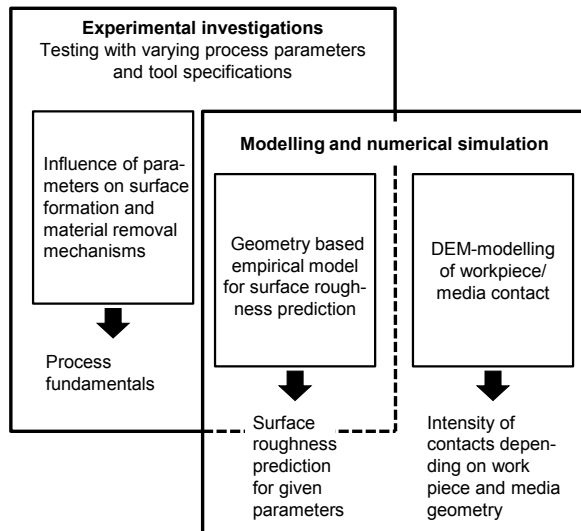 Experimental investigations
Testing with varying process parameters
and tool specifications
Modelling and numerical simulation
Influence of para-
meters on surface
formation and
material removal
mechanisms
Process
fundamentals
Geometry based
empirical model
for surface rough-
ness prediction
Surface
roughness
prediction
for given
parameters
DEM-modelling
of workpiece/
media contact
Intensity of
contacts depen-
ding on work
piece and media
geometry